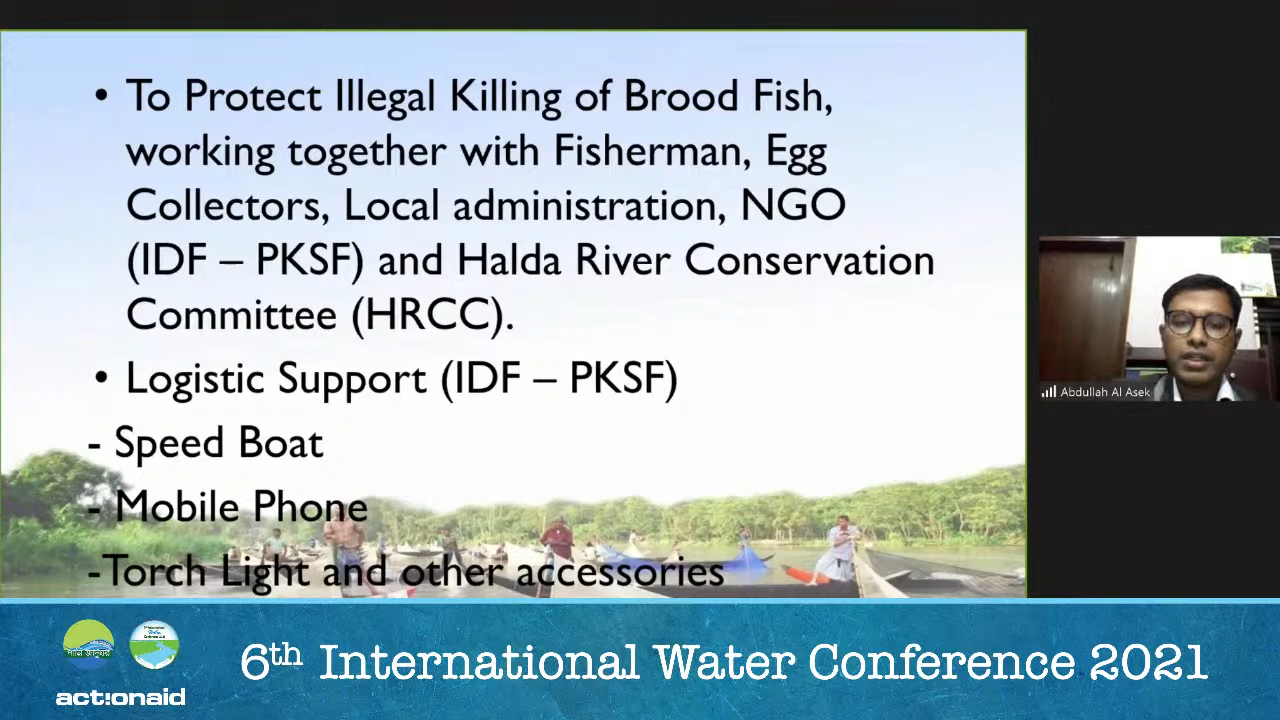 • To Protect Illegal Killing of Brood Fish,
working together with Fisherman, Egg
Collectors, Local administration, NGO
(IDF – PKSF) and Halda River Conservation
Committee (HRCC).
• Logistic Support (IDF – PKSF)
- Speed Boat
- Mobile Phone
-Torch Light and other accessories
Abdullah Al Asek
act:onaid
6th International Water Conference 2021